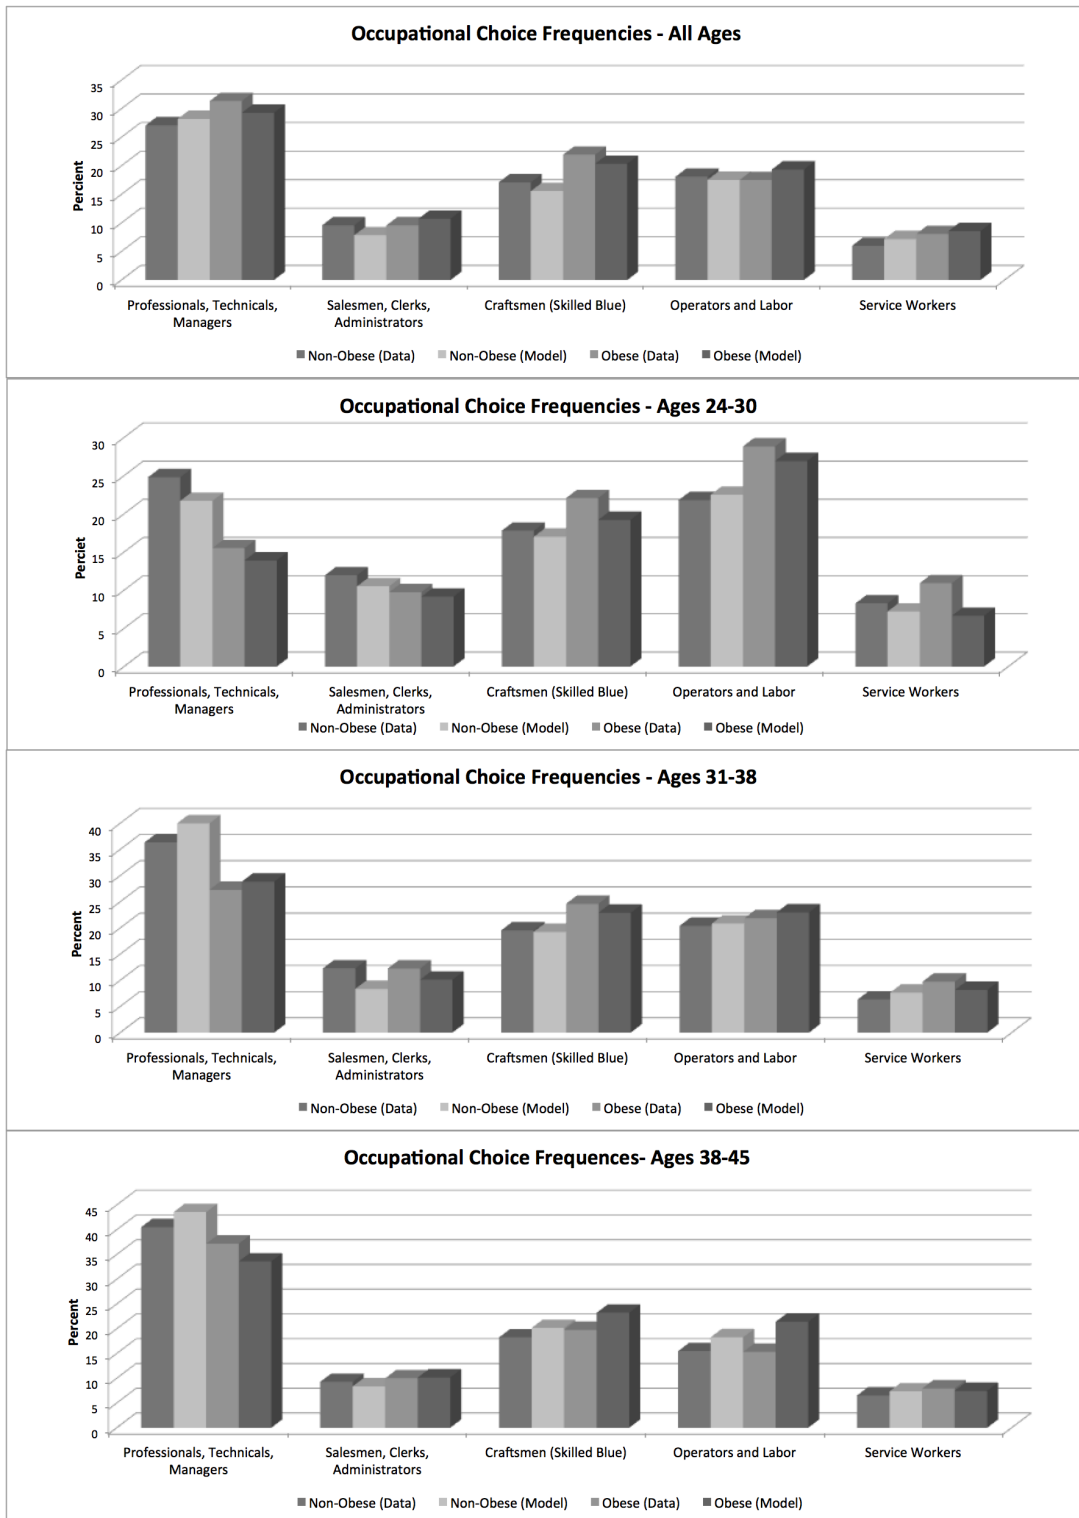 Occupational Choice Frequencies - All Ages
35
30
25
20
15
10
5
0
Percient
Professionals, Technicals,
Managers
Salesmen, Clerks,
Administrators
Craftsmen (Skilled Blue)
Operators and Labor
Service Workers
Non-Obese (Data) Non-Obese (Model) Obese (Data) Obese (Model)
Occupational Choice Frequencies - Ages 24-30
30
25
20
15
10
5
0
Perciet
Professionals, Technicals,
Managers
Salesmen, Clerks,
Administrators
Craftsmen (Skilled Blue)
Operators and Labor
Service Workers
Non-Obese (Data) Non-Obese (Model) Obese (Data) Obese (Model)
Occupational Choice Frequencies - Ages 31-38
40
35
30
25
20
15
10
5
0
Percent
Professionals, Technicals,
Managers
Salesmen, Clerks,
Administrators
Craftsmen (Skilled Blue)
Operators and Labor
Service Workers
Non-Obese (Data) Non-Obese (Model) Obese (Data) Obese (Model)
Occupational Choice Frequences- Ages 38-45
45
40
35
30
25
20
15
10
5
0
Percent
Professionals, Technicals,
Managers
Salesmen, Clerks,
Administrators
Craftsmen (Skilled Blue)
Operators and Labor
Service Workers
Non-Obese (Data) Non-Obese (Model) Obese (Data) Obese (Model)